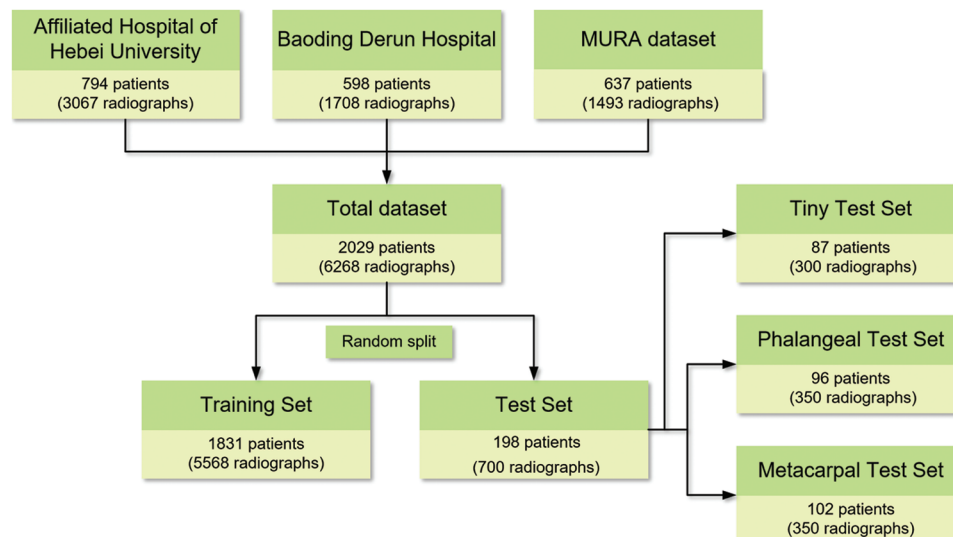 Affiliated Hospital of
Hebei University
794 patients
(3067 radiographs)
Baoding Derun Hospital
598 patients
(1708 radiographs)
MURA dataset
637 patients
(1493 radiographs)
Total dataset
2029 patients
(6268 radiographs)
Random split
Training Set
1831 patients
(5568 radiographs)
Test Set
198 patients
(700 radiographs)
Tiny Test Set
87 patients
(300 radiographs)
Phalangeal Test Set
96 patients
(350 radiographs)
Metacarpal Test Set
102 patients
(350 radiographs)